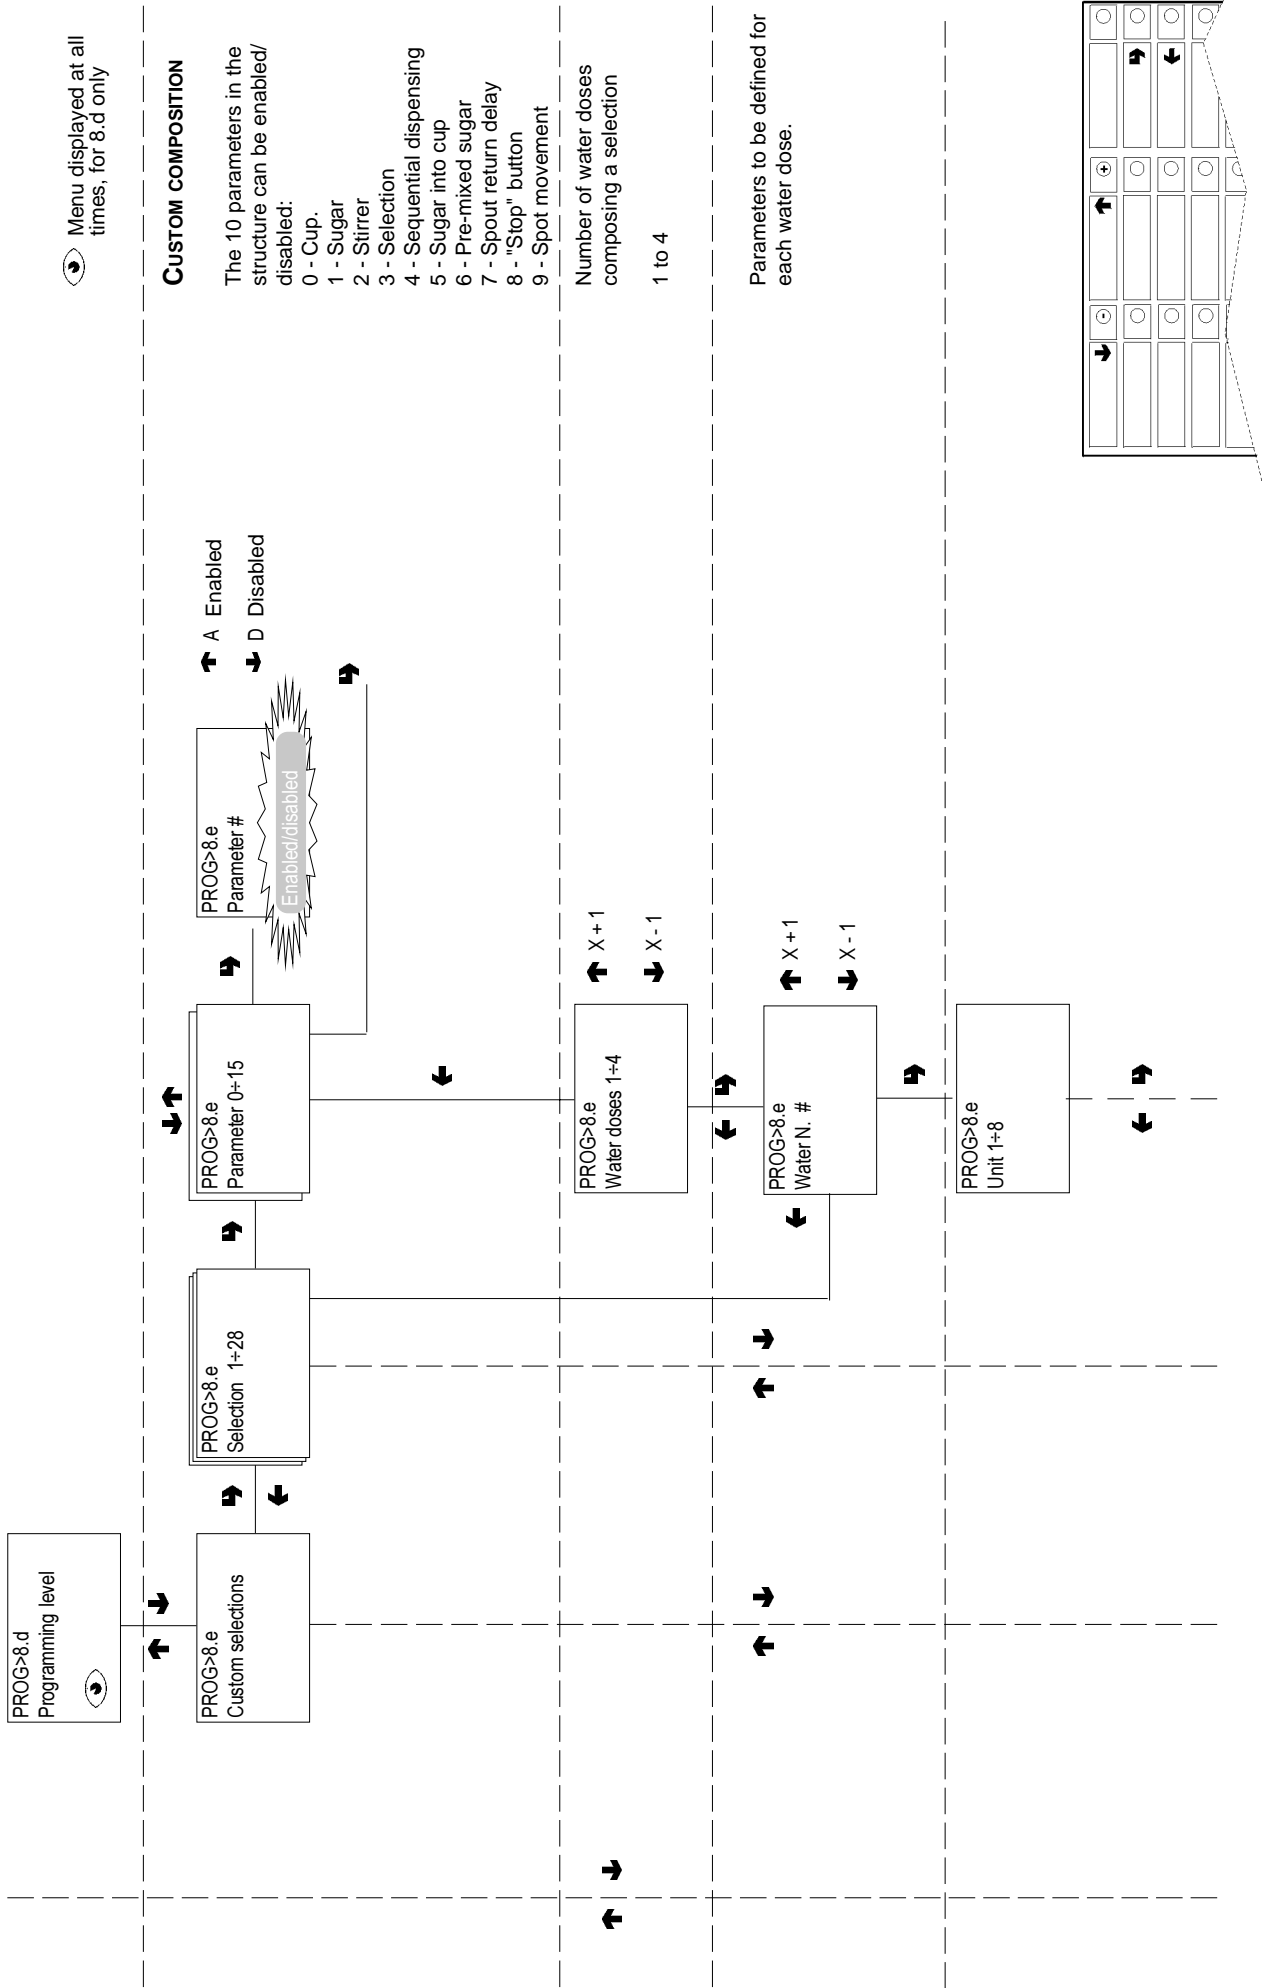 PROG>8.d
Programming level
Menu displayed at all
times, for 8.d only
PROG>8.e
Custom selections
PROG>8.e
Selection 1÷28
PROG>8.e
Parameter 0÷15
PROG>8.e
Parameter #
Enabled/disabled
A Enabled
D Disabled
CUSTOM COMPOSITION
The 10 parameters in the
structure can be enabled/
disabled:
0 - Cup.
1 - Sugar
2 - Stirrer
3 - Selection
4 - Sequential dispensing
5 - Sugar into cup
6 - Pre-mixed sugar
7 - Spout return delay
8 - "Stop" button
9 - Spot movement
PROG>8.e
Water doses 1÷4
X + 1
X - 1
Number of water doses
composing a selection
1 to 4
PROG>8.e
Water N. #
X + 1
X - 1
Parameters to be defined for
each water dose.
PROG>8.e
Unit 1÷8
- +